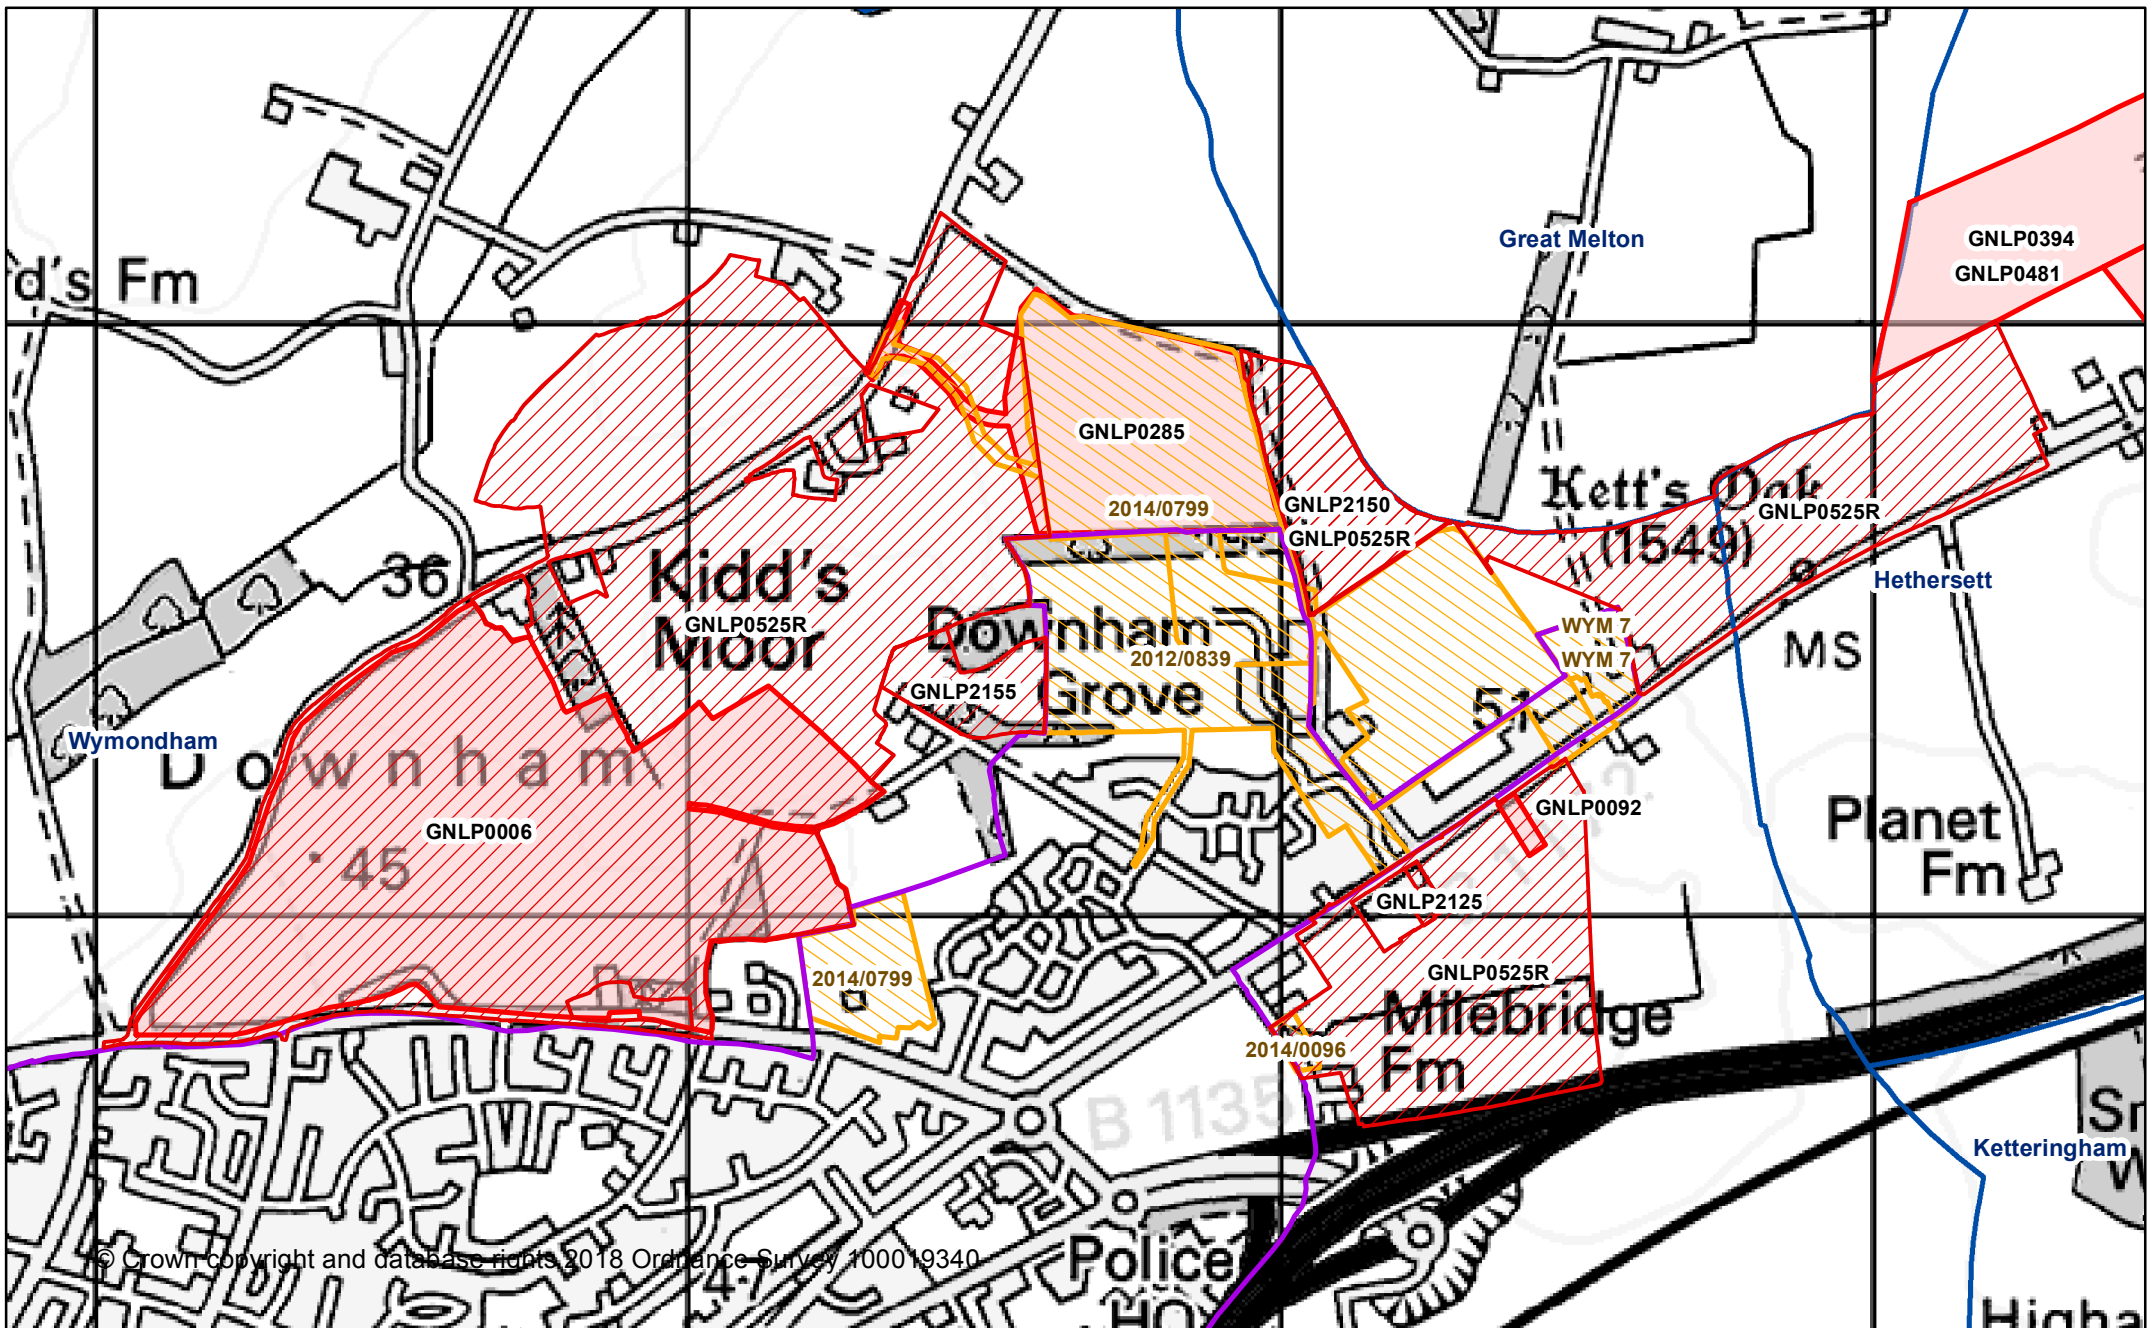 Great Melton
GNLP0394
GNLP0481
d's Fm
GNLP0285
2014/0799
GNLP2150
GNLP0525R
Kett's Oak
(1549)
GNLP0525R
36
Kidd's
Moor
GNLP0525R
Hethersett
MS
WYM 7
WYM 7
Downham
Grove
2012/0839
GNLP2155
51
Wymondham
Downham
GNLP0006
45
GNLP0092
Planet
Fm
GNLP2125
2014/0799
GNLP0525R
Milebridge
Fm
2014/0096
B 1135
Ketteringham
Police
HQ
47
© Crown copyright and database rights 2018 Ordnance Survey 100019340